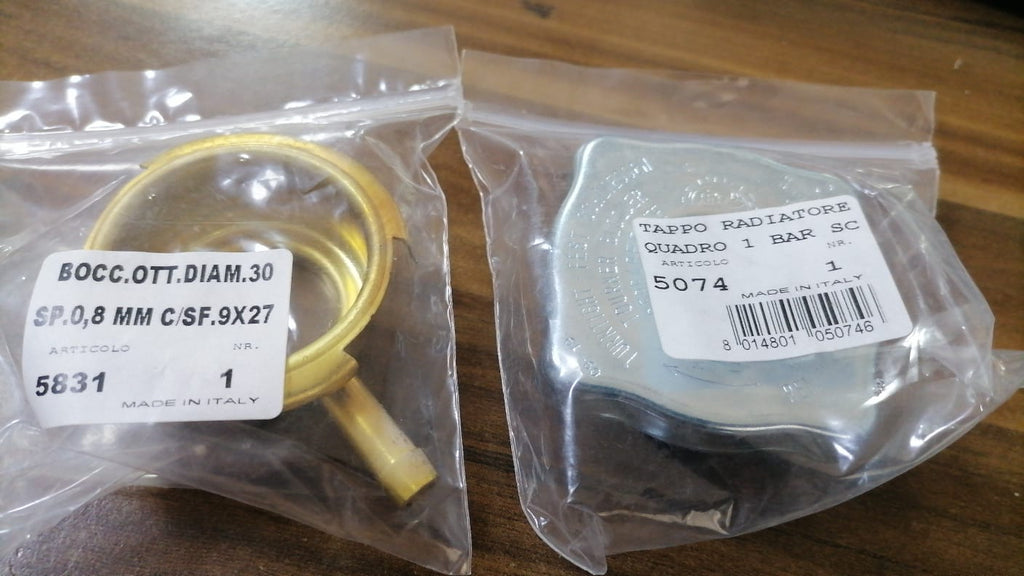 BOCC.OTT.DIAM.30
SP.0,8 MM C/SF.9X27
ARTICOLO NR.
5831 1
MADE IN ITALY
TAPPO RADIATORE
QUADRO 1 BAR SC
ARTICOLO NR.
5074 1
MADE IN ITALY
8 014801 050746